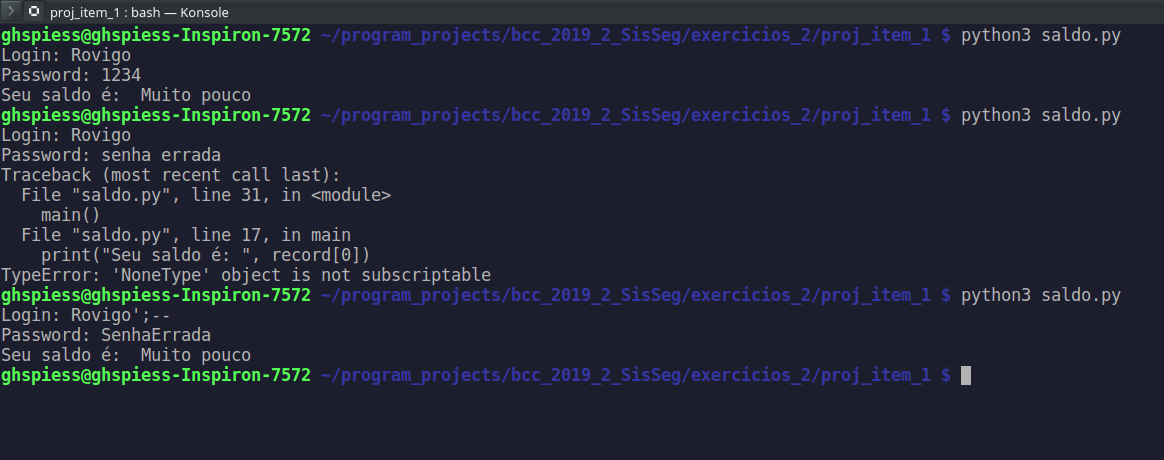 proj_item_1 : bash — Konsole
ghspiess@ghspiess-Inspiron-7572 ~/program_projects/bcc_2019_2_SisSeg/exercicios_2/proj_item_1 $ python3 saldo.py
Login: Rovigo
Password: 1234
Seu saldo é:  Muito pouco
ghspiess@ghspiess-Inspiron-7572 ~/program_projects/bcc_2019_2_SisSeg/exercicios_2/proj_item_1 $ python3 saldo.py
Login: Rovigo
Password: senha errada
Traceback (most recent call last):
  File "saldo.py", line 31, in <module>
    main()
  File "saldo.py", line 17, in main
    print("Seu saldo é: ", record[0])
TypeError: 'NoneType' object is not subscriptable
ghspiess@ghspiess-Inspiron-7572 ~/program_projects/bcc_2019_2_SisSeg/exercicios_2/proj_item_1 $ python3 saldo.py
Login: Rovigo';--
Password: SenhaErrada
Seu saldo é:  Muito pouco
ghspiess@ghspiess-Inspiron-7572 ~/program_projects/bcc_2019_2_SisSeg/exercicios_2/proj_item_1 $